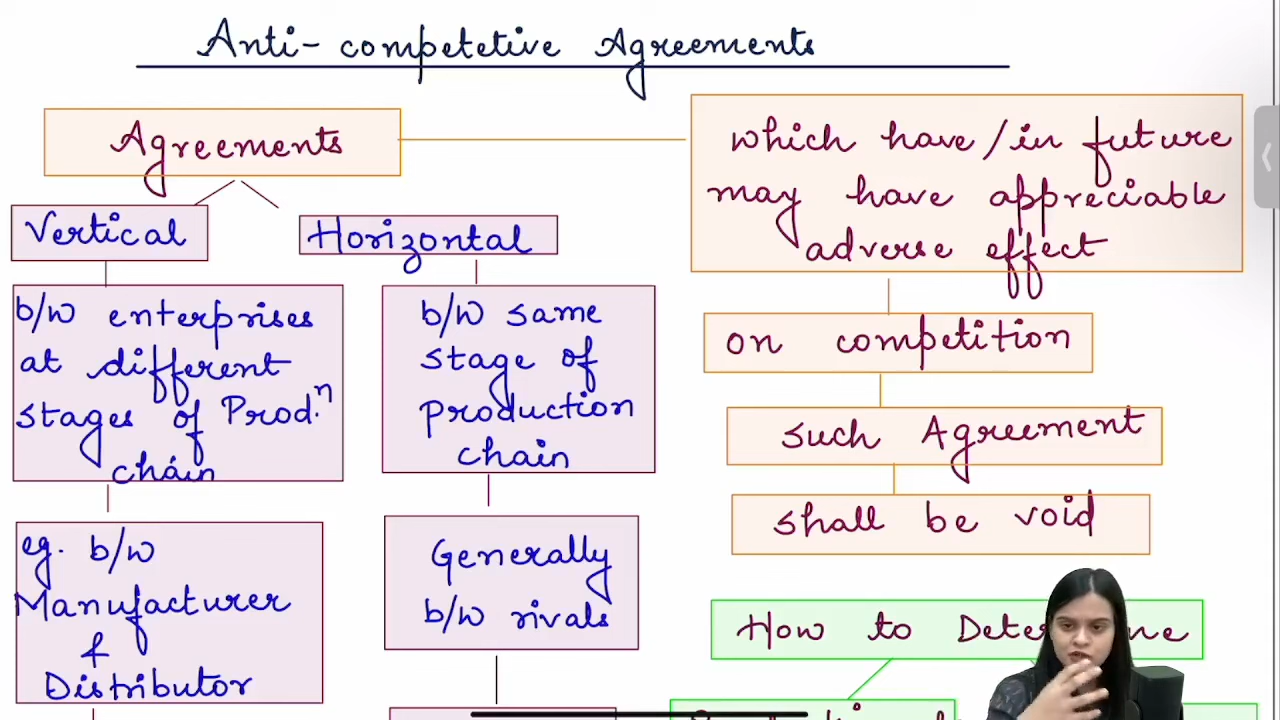 Anti-competetive Agreements
Agreements
Vertical
Horizontal
b/w enterprises
at different
stages of Prod.ⁿ
chain
b/w same
stage of
production
chain
eg. b/w
Manufacturer
&
Distributor
Generally
b/w rivals
which have/in future
may have appreciable
adverse effect
on competition
such Agreement
shall be void
How to